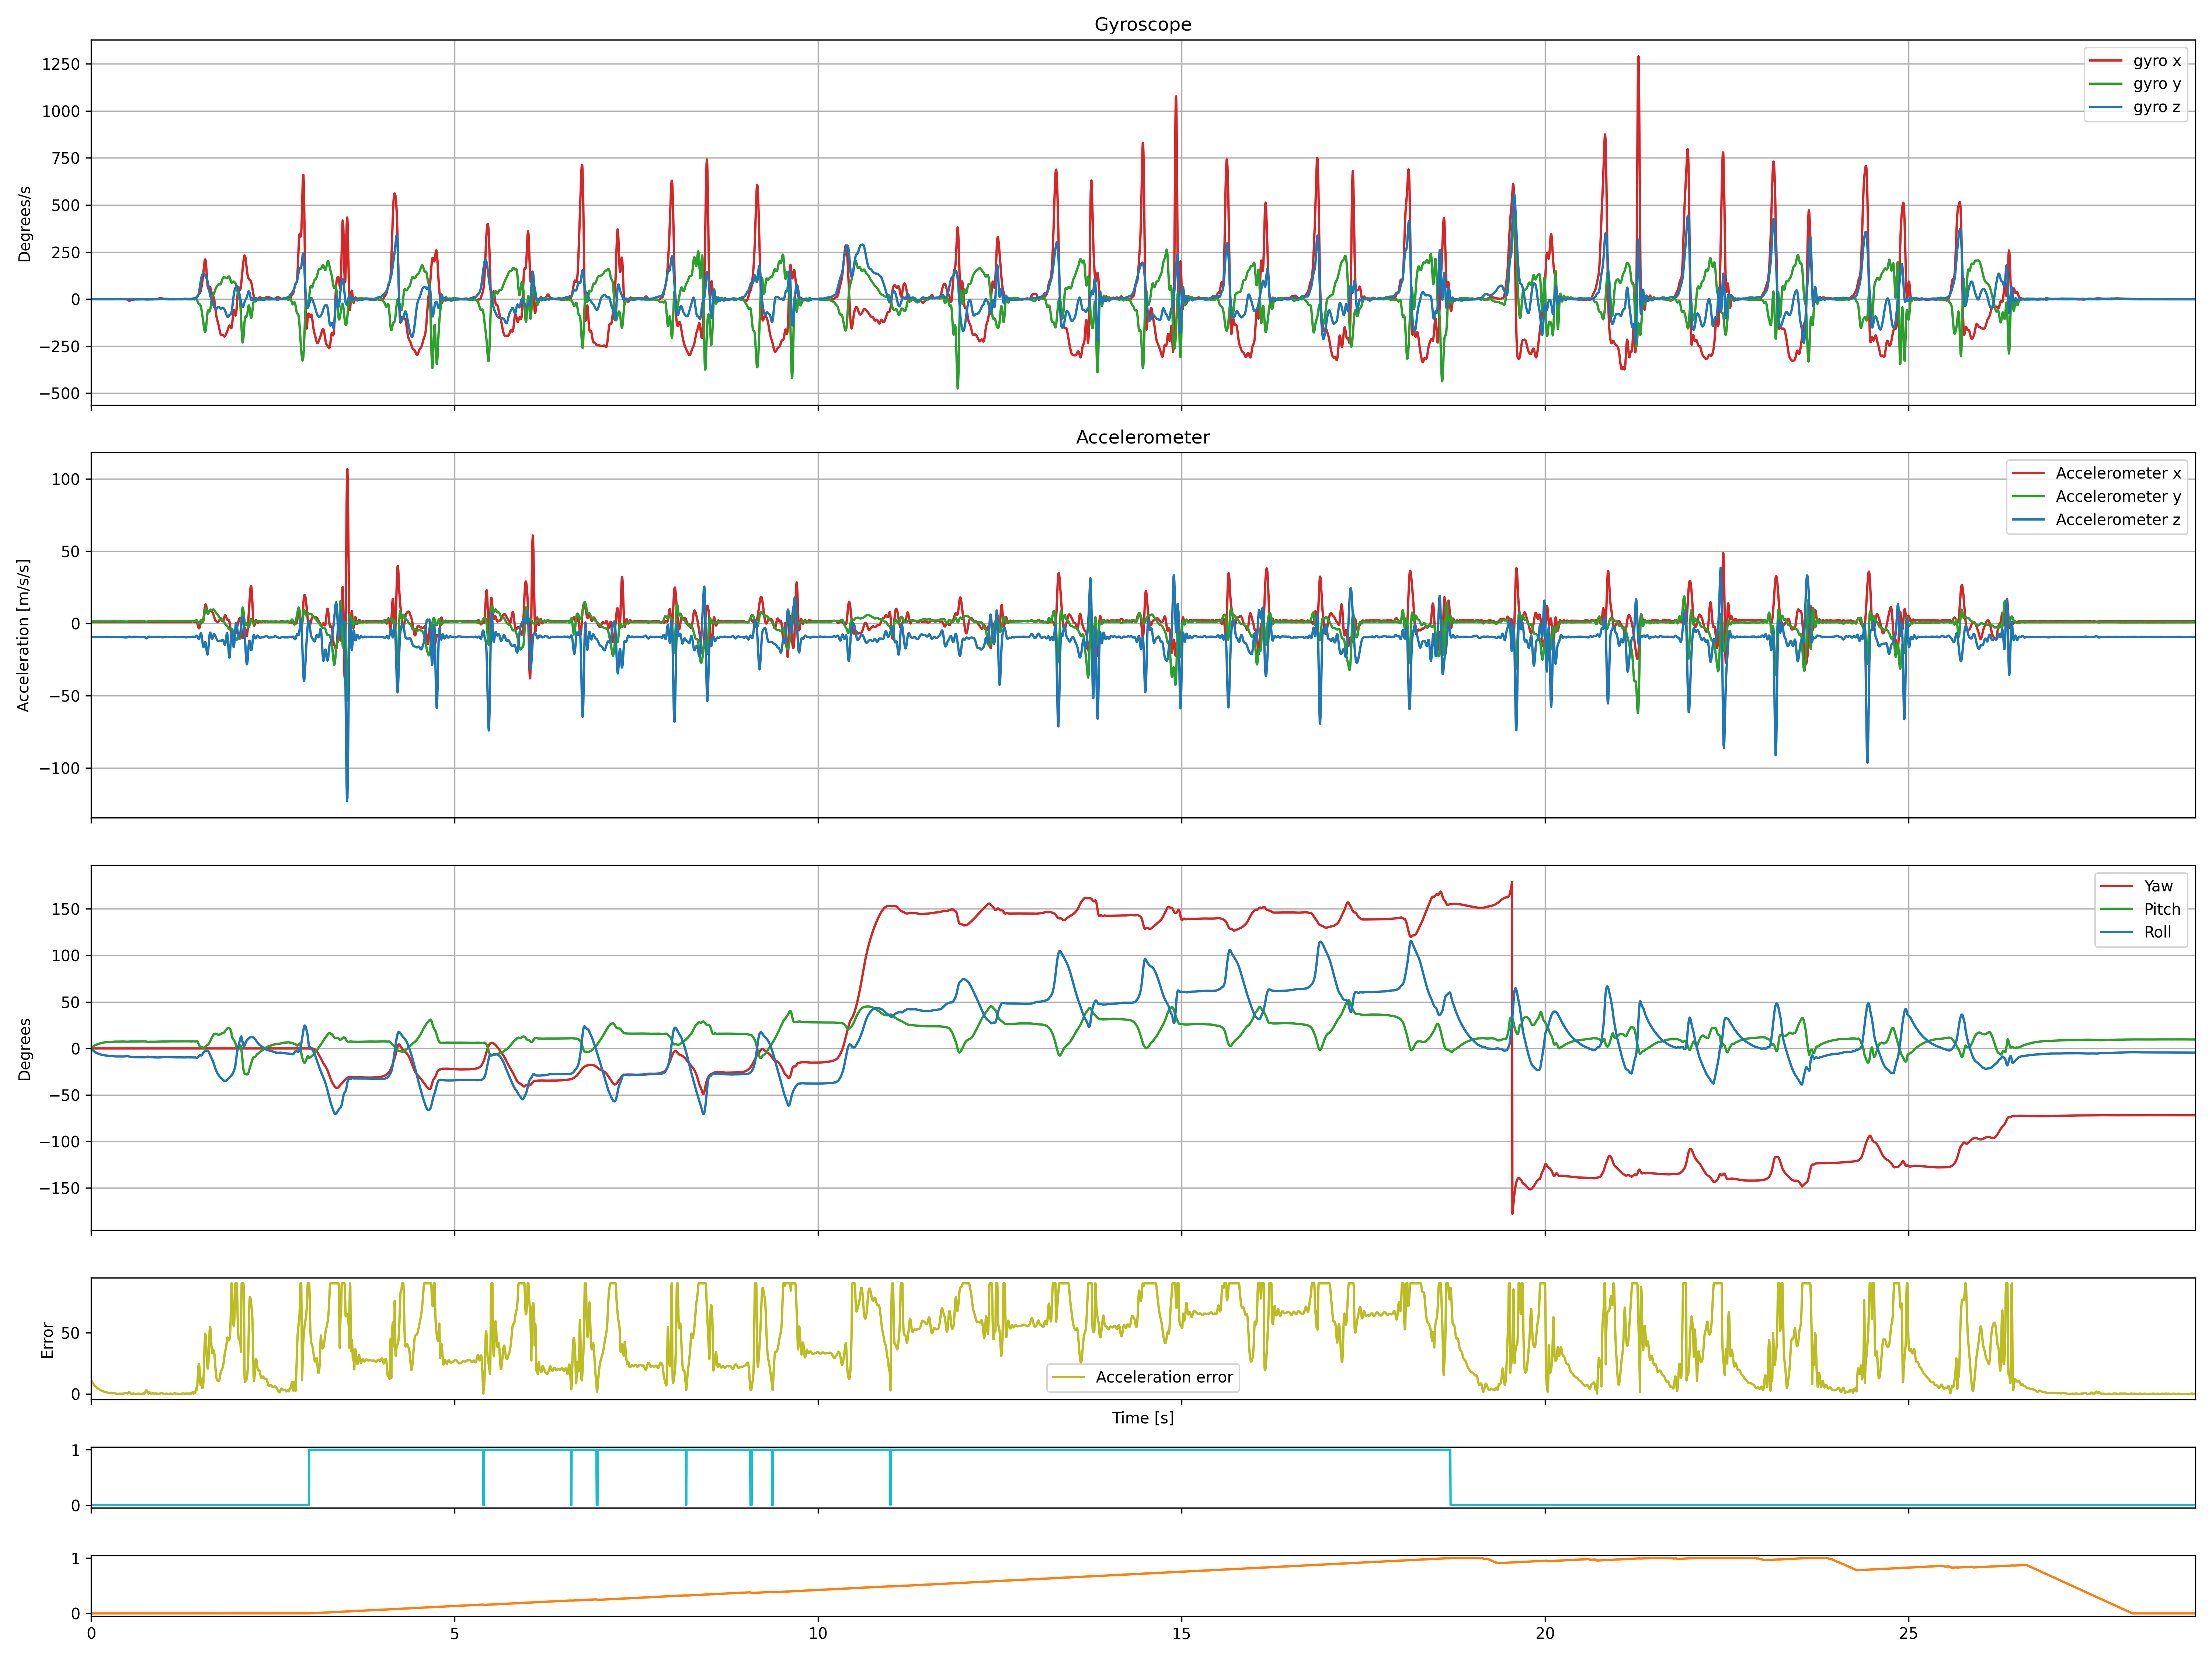 Gyroscope
1250
1000
750
500
250
0
−250
−500
Degrees/s
gyro x
gyro y
gyro z
Accelerometer
100
50
0
−50
−100
Acceleration [m/s/s]
Accelerometer x
Accelerometer y
Accelerometer z
150
100
50
0
−50
−100
−150
Degrees
Yaw
Pitch
Roll
50
0
Error
Acceleration error
Time [s]
1
0
1
0
0 5 10 15 20 25